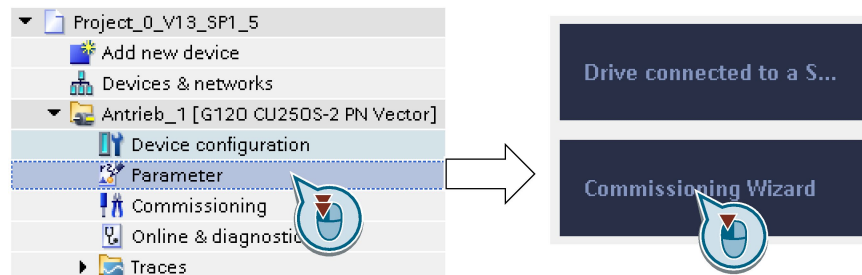 Project_0_V13_SP1_5
Add new device
Devices & networks
Antrieb_1 [G120 CU250S-2 PN Vector]
Device configuration
Parameter
Commissioning
Online & diagnostic
Traces
Drive connected to a S...
Commissioning Wizard